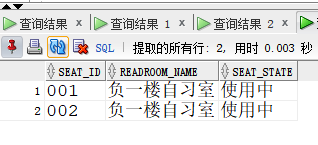 查询结果 查询结果 1 查询结果 2
SQL | 提取的所有行: 2, 用时 0.003 秒
SEAT_ID READROOM_NAME SEAT_STATE
1 001 负一楼自习室 使用中
2 002 负一楼自习室 使用中